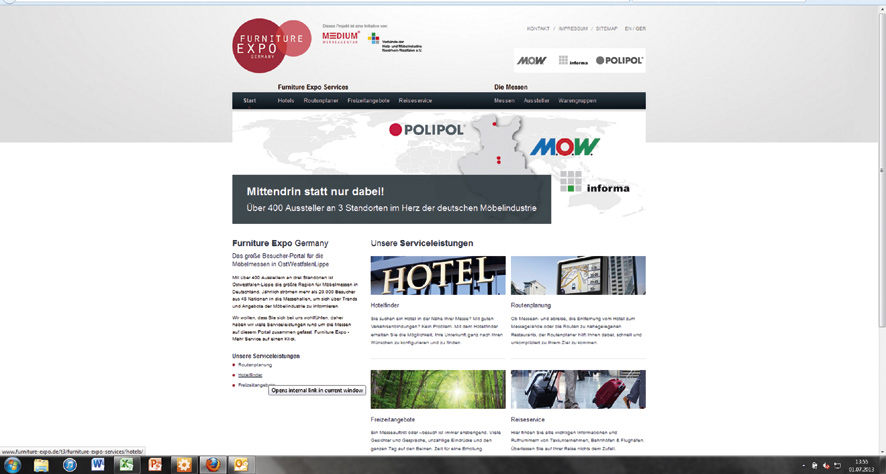 FURNITURE
EXPO
GERMANY
Dieses Projekt ist eine Initiative von
MEDIUM
WERBEAGENTUR
Verbände der
Holz- und Möbelindustrie
Nordrhein-Westfalen e.V.
KONTAKT / IMPRESSUM / SITEMAP EN / GER
M.O.W. informa POLIPOL
Furniture Expo Services Die Messen
Start Hotels Routenplaner Freizeitangebote Reiseservice Messen Aussteller Warengruppen
POLIPOL
M.O.W.
informa
Mittendrin statt nur dabei!
Über 400 Aussteller an 3 Standorten im Herz der deutschen Möbelindustrie
Furniture Expo Germany
Das große Besucher-Portal für die
Möbelmessen in OstWestfalenLippe
Mit über 400 Ausstellern an drei Standorten ist
Ostwestfalen-Lippe die größte Region für Möbelmessen in
Deutschland. Jährlich strömen mehr als 20.000 Besucher
aus 43 Nationen in die Messehallen, um sich über Trends
und Angebote der Möbelindustrie zu informieren.
Wir wollen, dass Sie sich bei uns wohlfühlen, daher
haben wir viele Serviceleistungen rund um die Messen
auf diesem Portal zusammen gefasst. Furniture Expo -
Mehr Service auf einen Klick.
Unsere Serviceleistungen
Routenplanung
Hotelfinder
Freizeitangebote
Opens internal link in current window
Unsere Serviceleistungen
HOTEL
Hotelfinder
Sie suchen ein Hotel in der Nähe Ihrer Messe? Mit guten
Verkehrsanbindungen? Kein Problem. Mit dem Hotelfinder
erhalten Sie die Möglichkeit, Ihre Unterkunft ganz nach Ihren
Wünschen zu konfigurieren und zu finden.
Routenplanung
Ob Messean- und abreise, die Entfernung vom Hotel zum
Messegelände oder die Routen zu nahegelegenen
Restaurants, der Routenplaner hilft Ihnen dabei, schnell und
unkompliziert zu Ihrem Ziel zu kommen.
Freizeitangebote
Ein Messeauftritt oder -besuch ist immer anstrengend. Viele
Gesichter und Gespräche, unzählige Eindrücke und den
ganzen Tag auf den Beinen. Zeit für eine Erholung.
Reiseservice
Hier finden Sie alle wichtigen Informationen und
Rufnummern von Taxiunternehmen, Bahnhöfen & Flughäfen.
Überlassen Sie auf Ihrer Reise nichts mehr dem Zufall.
www.furniture-expo.de/t3/furniture-expo-services/hotels/
13:55
01.07.2013